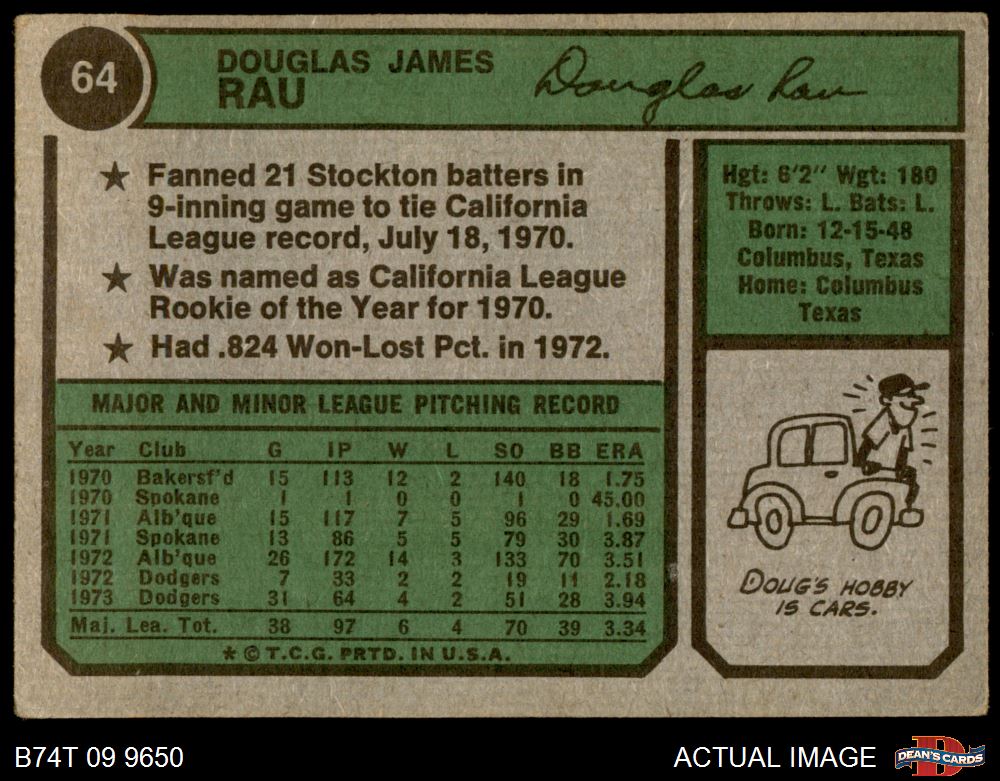 64
DOUGLAS JAMES
RAU
Douglas Rau
★ Fanned 21 Stockton batters in
9-inning game to tie California
League record, July 18, 1970.
★ Was named as California League
Rookie of the Year for 1970.
★ Had .824 Won-Lost Pct. in 1972.
MAJOR AND MINOR LEAGUE PITCHING RECORD
Year Club G IP W L SO BB ERA
1970 Bakersf'd 15 113 12 2 140 18 1.75
1970 Spokane 1 1 0 0 1 0 45.00
1971 Alb'que 15 117 7 5 96 29 1.69
1971 Spokane 13 86 5 5 79 30 3.87
1972 Alb'que 26 172 14 3 133 70 3.51
1972 Dodgers 7 33 2 2 19 11 2.18
1973 Dodgers 31 64 4 2 51 28 3.94
Maj. Lea. Tot. 38 97 6 4 70 39 3.34
* © T.C.G. PRTD. IN U.S.A.
Hgt: 6'2" Wgt: 180
Throws: L. Bats: L.
Born: 12-15-48
Columbus, Texas
Home: Columbus
Texas
DOUG'S HOBBY
IS CARS.
B74T 09 9650
ACTUAL IMAGE
D
DEAN'S CARDS